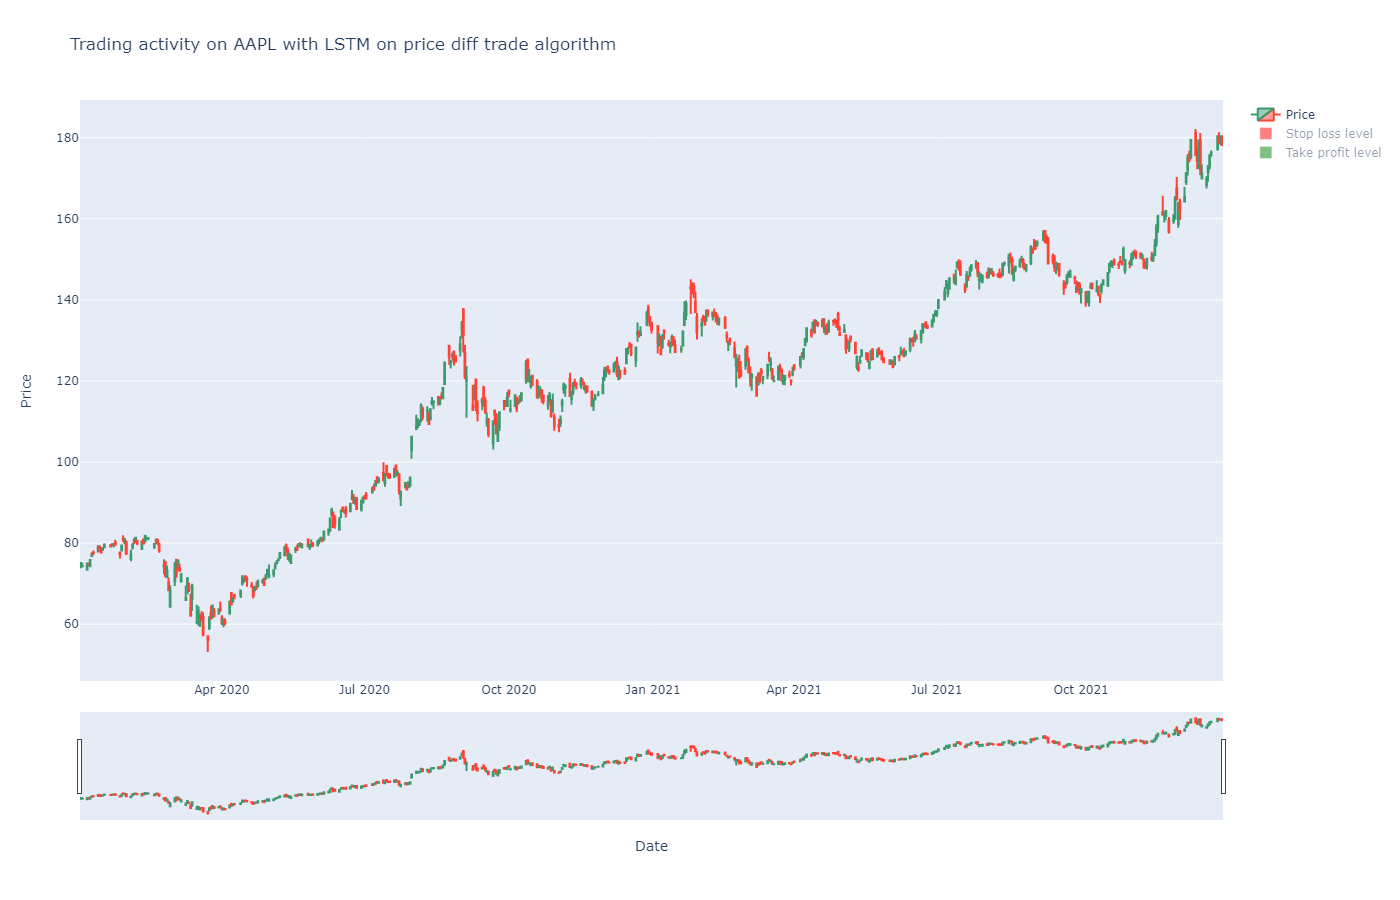 Trading activity on AAPL with LSTM on price diff trade algorithm
Price
Stop loss level
Take profit level
180
160
140
120
100
80
60
Price
Apr 2020
Jul 2020
Oct 2020
Jan 2021
Apr 2021
Jul 2021
Oct 2021
Date